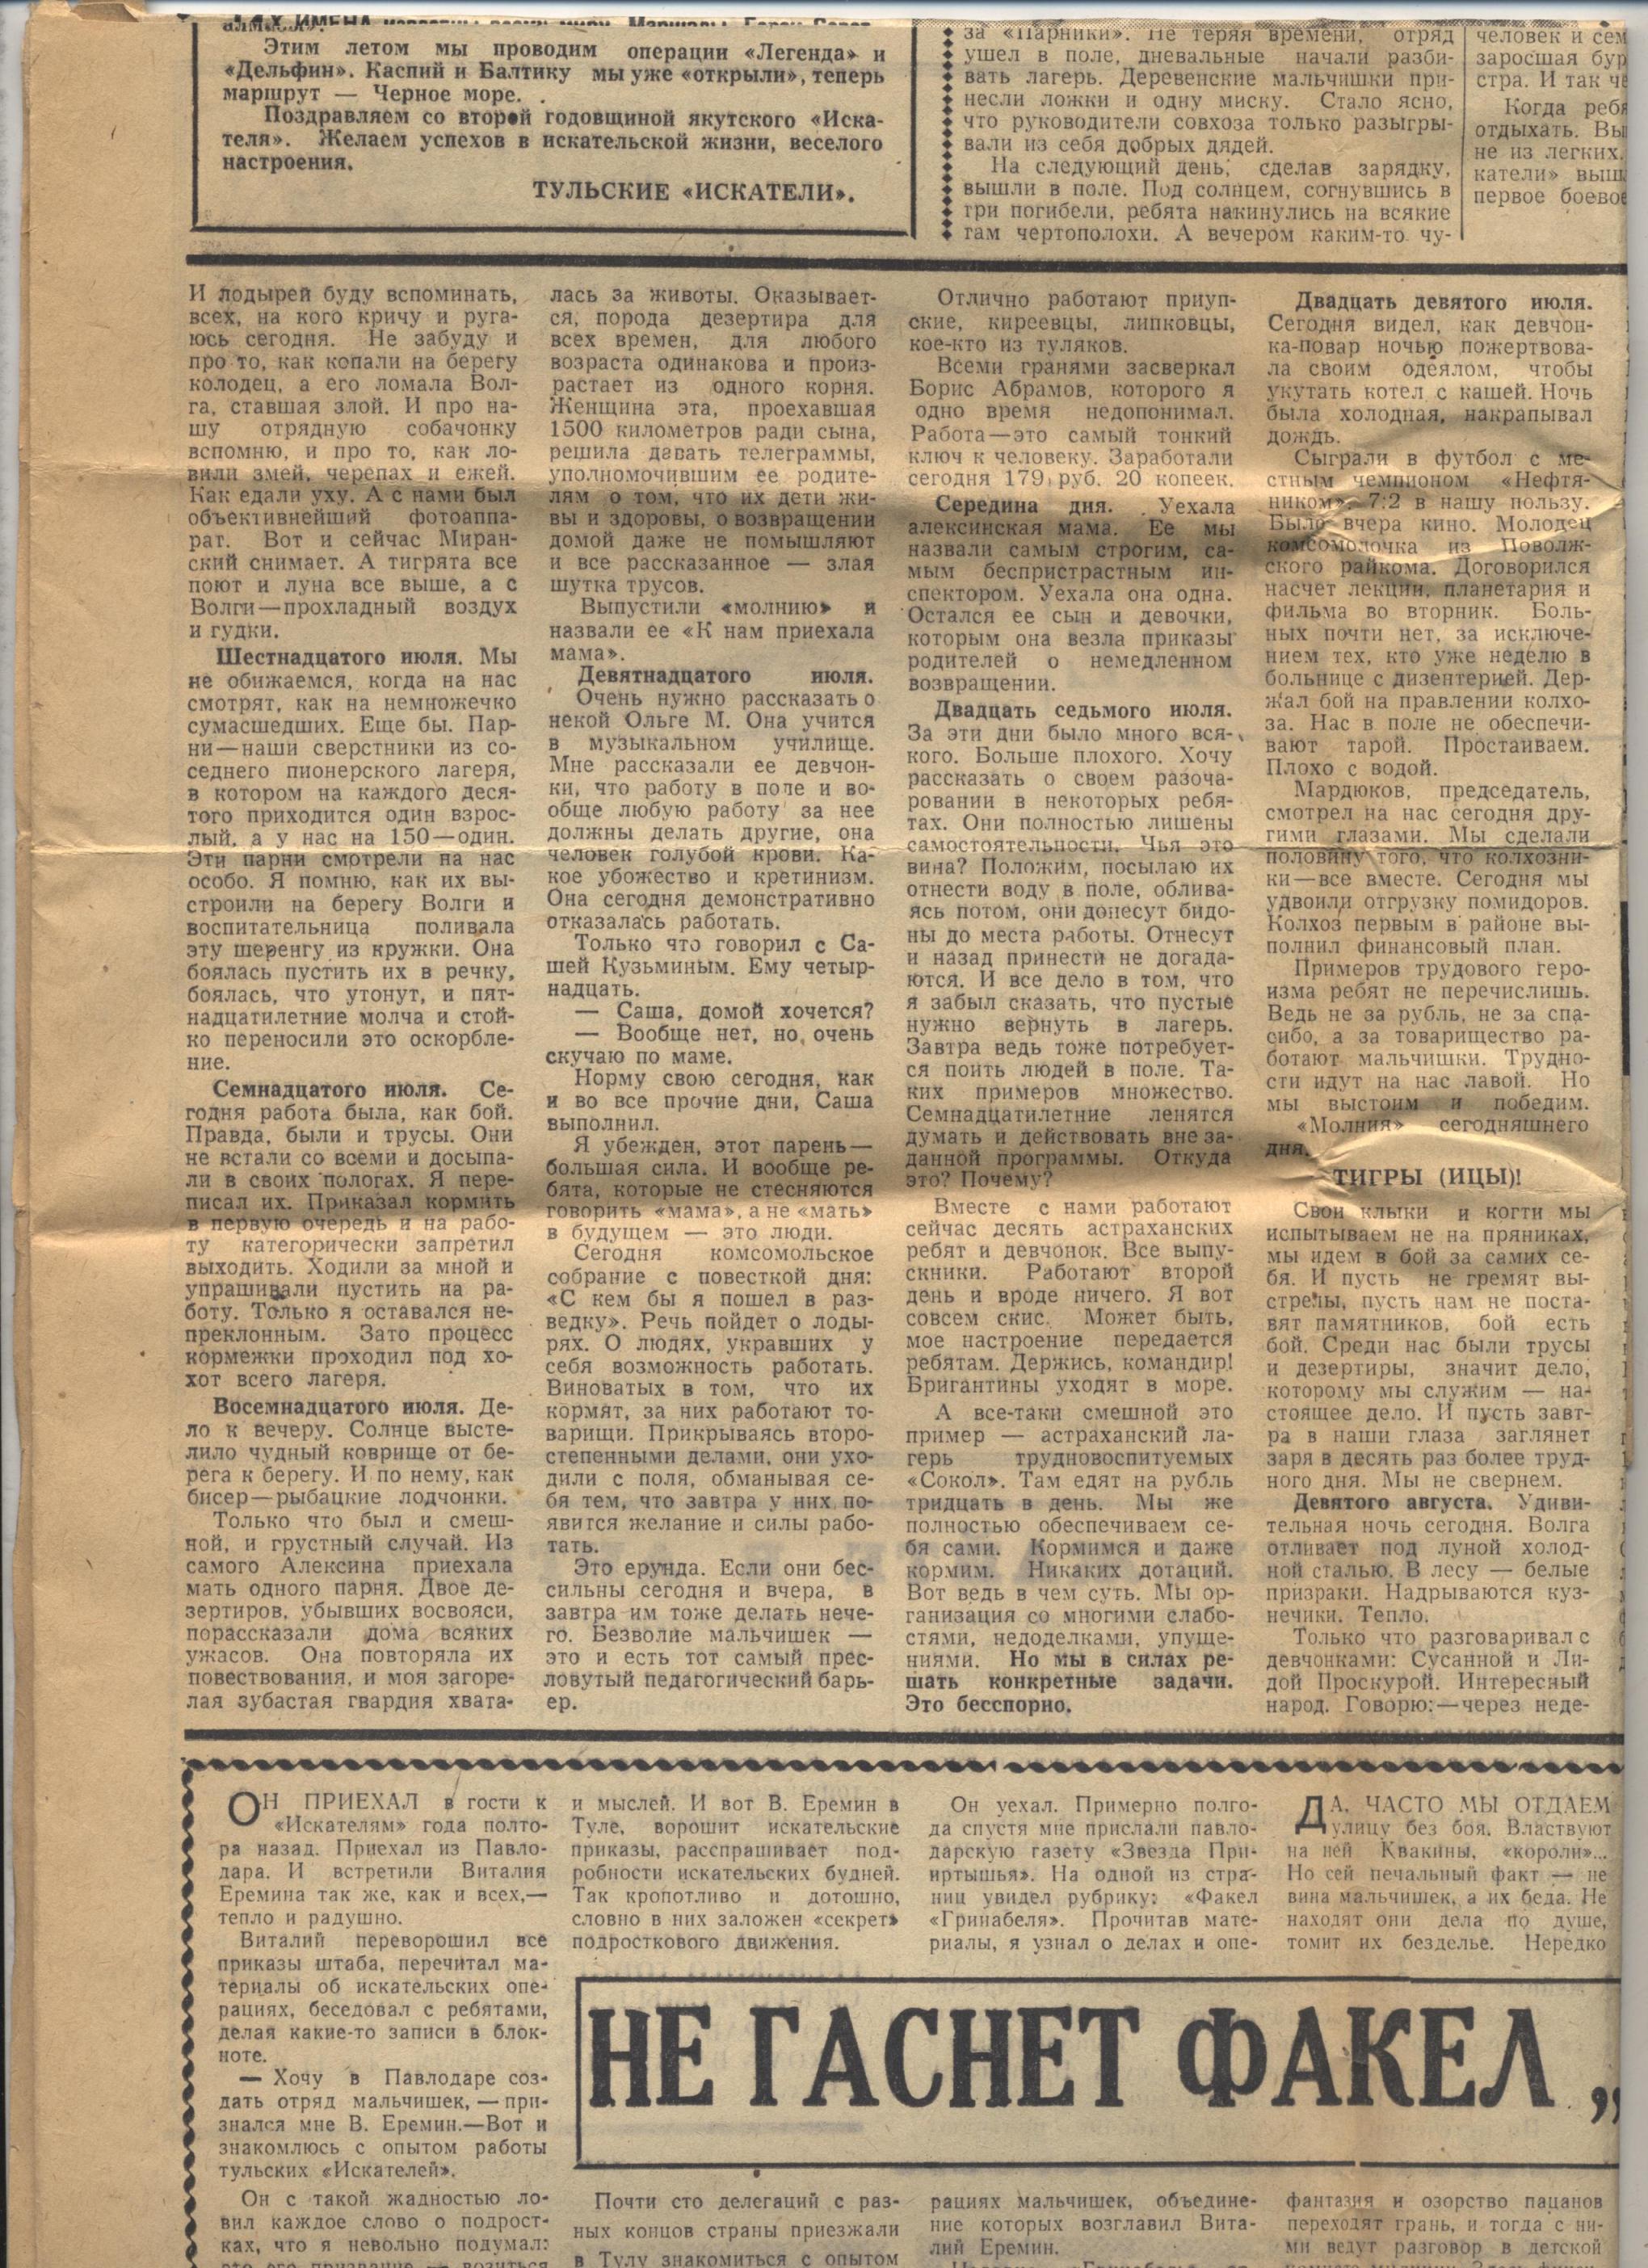 ИМЕНА
Этим летом мы проводим операции «Легенда» и
«Дельфин». Каспий и Балтику мы уже «открыли», теперь
маршрут — Черное море.
Поздравляем со второй годовщиной якутского «Иска-
теля». Желаем успехов в искательской жизни, веселого
настроения.
ТУЛЬСКИЕ «ИСКАТЕЛИ».
за «Парники». Не теряя времени, отряд
ушел в поле, дневальные начали разби-
вать лагерь. Деревенские мальчишки при-
несли ложки и одну миску. Стало ясно,
что руководители совхоза только разыгры-
вали из себя добрых дядей.
На следующий день, сделав зарядку,
вышли в поле. Под солнцем, согнувшись в
три погибели, ребята накинулись на всякие
там чертополохи. А вечером каким-то чу-
человек и сем
заросшая бур
стра. И так че
Когда ребя
отдыхать. Вы
не из легких.
катели» выш
первое боевое
И лодырей буду вспоминать,
всех, на кого кричу и руга-
юсь сегодня. Не забуду и
про то, как копали на берегу
колодец, а его ломала Вол-
га, ставшая злой. И про на-
шу отрядную собачонку
вспомню, и про то, как ло-
вили змей, черепах и ежей.
Как едали уху. А с нами был
объективнейший фотоаппа-
рат. Вот и сейчас Миран-
ский снимает. А тигрята все
поют и луна все выше, а с
Волги—прохладный воздух
и гудки.
Шестнадцатого июля. Мы
не обижаемся, когда на нас
смотрят, как на немножечко
сумасшедших. Еще бы. Пар-
ни—наши сверстники из со-
седнего пионерского лагеря,
в котором на каждого деся-
того приходится один взрос-
лый, а у нас на 150—один.
Эти парни смотрели на нас
особо. Я помню, как их вы-
строили на берегу Волги и
воспитательница поливала
эту шеренгу из кружки. Она
боялась пустить их в речку,
боялась, что утонут, и пят-
надцатилетние молча и стой-
ко переносили это оскорбле-
ние.
Семнадцатого июля. Се-
годня работа была, как бой.
Правда, были и трусы. Они
не встали со всеми и досыпа-
ли в своих пологах. Я пере-
писал их. Приказал кормить
в первую очередь и на рабо-
ту категорически запретил
выходить. Ходили за мной и
упрашивали пустить на ра-
боту. Только я оставался не-
преклонным. Зато процесс
кормежки проходил под хо-
хот всего лагеря.
Восемнадцатого июля. Де-
ло к вечеру. Солнце высте-
лило чудный коврище от бе-
рега к берегу. И по нему, как
бисер—рыбацкие лодчонки.
Только что был и смеш-
ной, и грустный случай. Из
самого Алексина приехала
мать одного парня. Двое де-
зертиров, убывших восвояси,
порассказали дома всяких
ужасов. Она повторяла их
повествования, и моя загоре-
лая зубастая гвардия хвата-
лась за животы. Оказывает-
ся, порода дезертира для
всех времен, для любого
возраста одинакова и произ-
растает из одного корня.
Женщина эта, проехавшая
1500 километров ради сына,
решила давать телеграммы,
уполномочившим ее родите-
лям о том, что их дети жи-
вы и здоровы, о возвращении
домой даже не помышляют
и все рассказанное — злая
шутка трусов.
Выпустили «молнию» и
назвали ее «К нам приехала
мама».
Девятнадцатого июля.
Очень нужно рассказать о
некой Ольге М. Она учится
в музыкальном училище.
Мне рассказали ее девчон-
ки, что работу в поле и во-
обще любую работу за нее
должны делать другие, она
человек голубой крови. Ка-
кое убожество и кретинизм.
Она сегодня демонстративно
отказалась работать.
Только что говорил с Са-
шей Кузьминым. Ему четыр-
надцать.
— Саша, домой хочется?
— Вообще нет, но очень
скучаю по маме.
Норму свою сегодня, как
и во все прочие дни, Саша
выполнил.
Я убежден, этот парень—
большая сила. И вообще ре-
бята, которые не стесняются
говорить «мама», а не «мать»
в будущем — это люди.
Сегодня комсомольское
собрание с повесткой дня:
«С кем бы я пошел в раз-
ведку». Речь пойдет о лоды-
рях. О людях, укравших у
себя возможность работать.
Виноватых в том, что их
кормят, за них работают то-
варищи. Прикрываясь второ-
степенными делами, они ухо-
дили с поля, обманывая се-
бя тем, что завтра у них по-
явится желание и силы рабо-
тать.
Это ерунда. Если они бес-
сильны сегодня и вчера, в
завтра им тоже делать нече-
го. Безволие мальчишек —
это и есть тот самый прес-
ловутый педагогический барь-
ер.
Отлично работают приуп-
ские, киреевцы, липковцы,
кое-кто из туляков.
Всеми гранями засверкал
Борис Абрамов, которого я
одно время недопонимал.
Работа—это самый тонкий
ключ к человеку. Заработали
сегодня 179 руб. 20 копеек.
Середина дня. Уехала
алексинская мама. Ее мы
назвали самым строгим, са-
мым беспристрастным ин-
спектором. Уехала она одна.
Остался ее сын и девочки,
которым она везла приказы
родителей о немедленном
возвращении.
Двадцать седьмого июля.
За эти дни было много вся-
кого. Больше плохого. Хочу
рассказать о своем разоча-
ровании в некоторых ребя-
тах. Они полностью лишены
самостоятельности. Чья это
вина? Положим, посылаю их
отнести воду в поле, облива-
ясь потом, они донесут бидо-
ны до места работы. Отнесут
и назад принести не догада-
ются. И все дело в том, что
я забыл сказать, что пустые
нужно вернуть в лагерь.
Завтра ведь тоже потребует-
ся поить людей в поле. Та-
ких примеров множество.
Семнадцатилетние ленятся
думать и действовать вне за-
данной программы. Откуда
это? Почему?
Вместе с нами работают
сейчас десять астраханских
ребят и девчонок. Все выпу-
скники. Работают второй
день и вроде ничего. Я вот
совсем скис. Может быть,
мое настроение передается
ребятам. Держись, командир!
Бригантины уходят в море.
А все-таки смешной это
пример — астраханский ла-
герь трудновоспитуемых
«Сокол». Там едят на рубль
тридцать в день. Мы же
полностью обеспечиваем се-
бя сами. Кормимся и даже
кормим. Никаких дотаций.
Вот ведь в чем суть. Мы ор-
ганизация со многими слабо-
стями, недоделками, упуще-
ниями. Но мы в силах ре-
шать конкретные задачи.
Это бесспорно.
Двадцать девятого июля.
Сегодня видел, как девчон-
ка-повар ночью пожертвова-
ла своим одеялом, чтобы
укутать котел с кашей. Ночь
была холодная, накрапывал
дождь.
Сыграли в футбол с ме-
стным чемпионом «Нефтя-
ником». 7:2 в нашу пользу.
Было вчера кино. Молодец
комсомолочка из Поволж-
ского райкома. Договорился
насчет лекции, планетария и
фильма во вторник. Боль-
ных почти нет, за исключе-
нием тех, кто уже неделю в
больнице с дизентерией. Дер-
жал бой на правлении колхо-
за. Нас в поле не обеспечи-
вают тарой. Простаиваем.
Плохо с водой.
Мардюков, председатель,
смотрел на нас сегодня дру-
гими глазами. Мы сделали
половину того, что колхозни-
ки—все вместе. Сегодня мы
удвоили отгрузку помидоров.
Колхоз первым в районе вы-
полнил финансовый план.
Примеров трудового геро-
изма ребят не перечислишь.
Ведь не за рубль, не за спа-
сибо, а за товарищество ра-
ботают мальчишки. Трудно-
сти идут на нас лавой. Но
мы выстоим и победим.
«Молния» сегодняшнего
дня.
ТИГРЫ (ИЦЫ)!
Свои клыки и когти мы
испытываем не на пряниках,
мы идем в бой за самих се-
бя. И пусть не гремят вы-
стрелы, пусть нам не поста-
вят памятников, бой есть
бой. Среди нас были трусы
и дезертиры, значит дело,
которому мы служим — на-
стоящее дело. И пусть завт-
ра в наши глаза заглянет
заря в десять раз более труд-
ного дня. Мы не свернем.
Девятого августа. Удиви-
тельная ночь сегодня. Волга
отливает под луной холод-
ной сталью. В лесу — белые
призраки. Надрываются куз-
нечики. Тепло.
Только что разговаривал с
девчонками: Сусанной и Ли-
дой Проскурой. Интересный
народ. Говорю:—через неде-
ОН ПРИЕХАЛ в гости к
«Искателям» года полто-
ра назад. Приехал из Павло-
дара. И встретили Виталия
Еремина так же, как и всех,—
тепло и радушно.
Виталий переворошил все
приказы штаба, перечитал ма-
териалы об искательских опе-
рациях, беседовал с ребятами,
делая какие-то записи в блок-
ноте.
— Хочу в Павлодаре соз-
дать отряд мальчишек, — при-
знался мне В. Еремин.—Вот и
знакомлюсь с опытом работы
тульских «Искателей».
Он с такой жадностью ло-
вил каждое слово о подрост-
ках, что я невольно подумал:
это его призвание — возиться
и мыслей. И вот В. Еремин в
Туле, ворошит искательские
приказы, расспрашивает под-
робности искательских будней.
Так кропотливо и дотошно,
словно в них заложен «секрет»
подросткового движения.
Он уехал. Примерно полго-
да спустя мне прислали павло-
дарскую газету «Звезда При-
иртышья». На одной из стра-
ниц увидел рубрику: «Факел
«Гринабеля». Прочитав мате-
риалы, я узнал о делах и опе-
ДА, ЧАСТО МЫ ОТДАЕМ
улицу без боя. Властвуют
на ней Квакины, «короли»...
Но сей печальный факт — не
вина мальчишек, а их беда. Не
находят они дела по душе,
томит их безделье. Нередко
НЕ ГАСНЕТ ФАКЕЛ „
Почти сто делегаций с раз-
ных концов страны приезжали
в Тулу знакомиться с опытом
рациях мальчишек, объедине-
ние которых возглавил Вита-
лий Еремин.
фантазия и озорство пацанов
переходят грань, и тогда с ни-
ми ведут разговор в детской